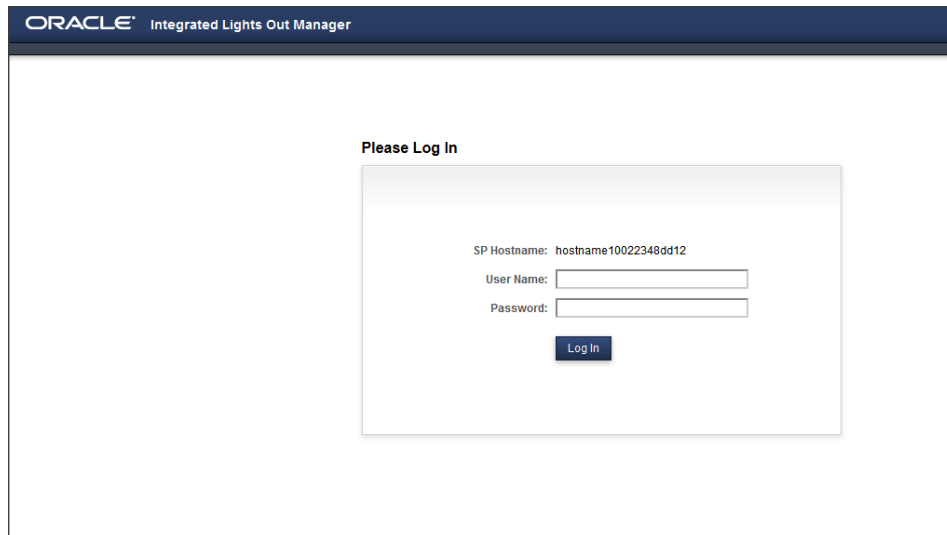 ORACLE® Integrated Lights Out Manager
Please Log In
SP Hostname: hostname10022348dd12
User Name:
Password:
Log In